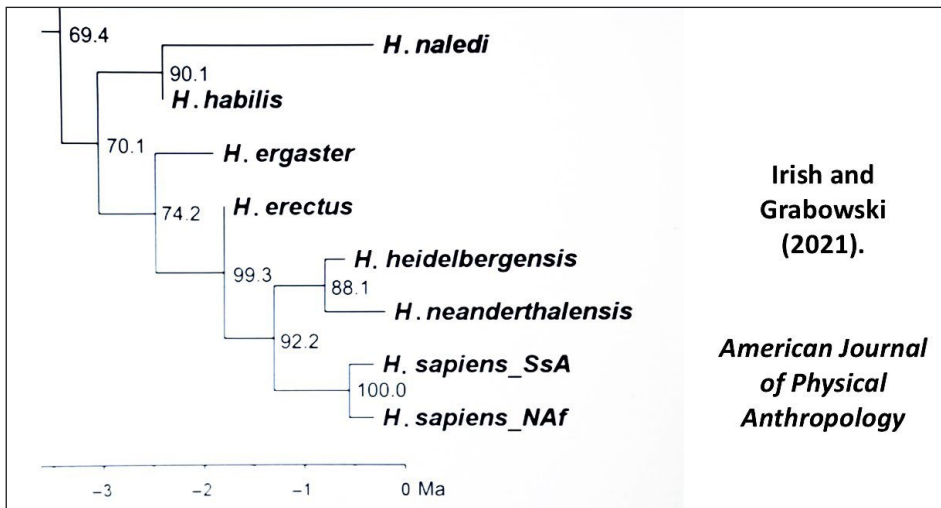 69.4
H. naledi
90.1
H. habilis
70.1
H. ergaster
74.2
H. erectus
99.3
H. heidelbergensis
88.1
H. neanderthalensis
92.2
H. sapiens_SsA
100.0
H. sapiens_NAf
−3 −2 −1 0 Ma
Irish and
Grabowski
(2021).
American Journal
of Physical
Anthropology